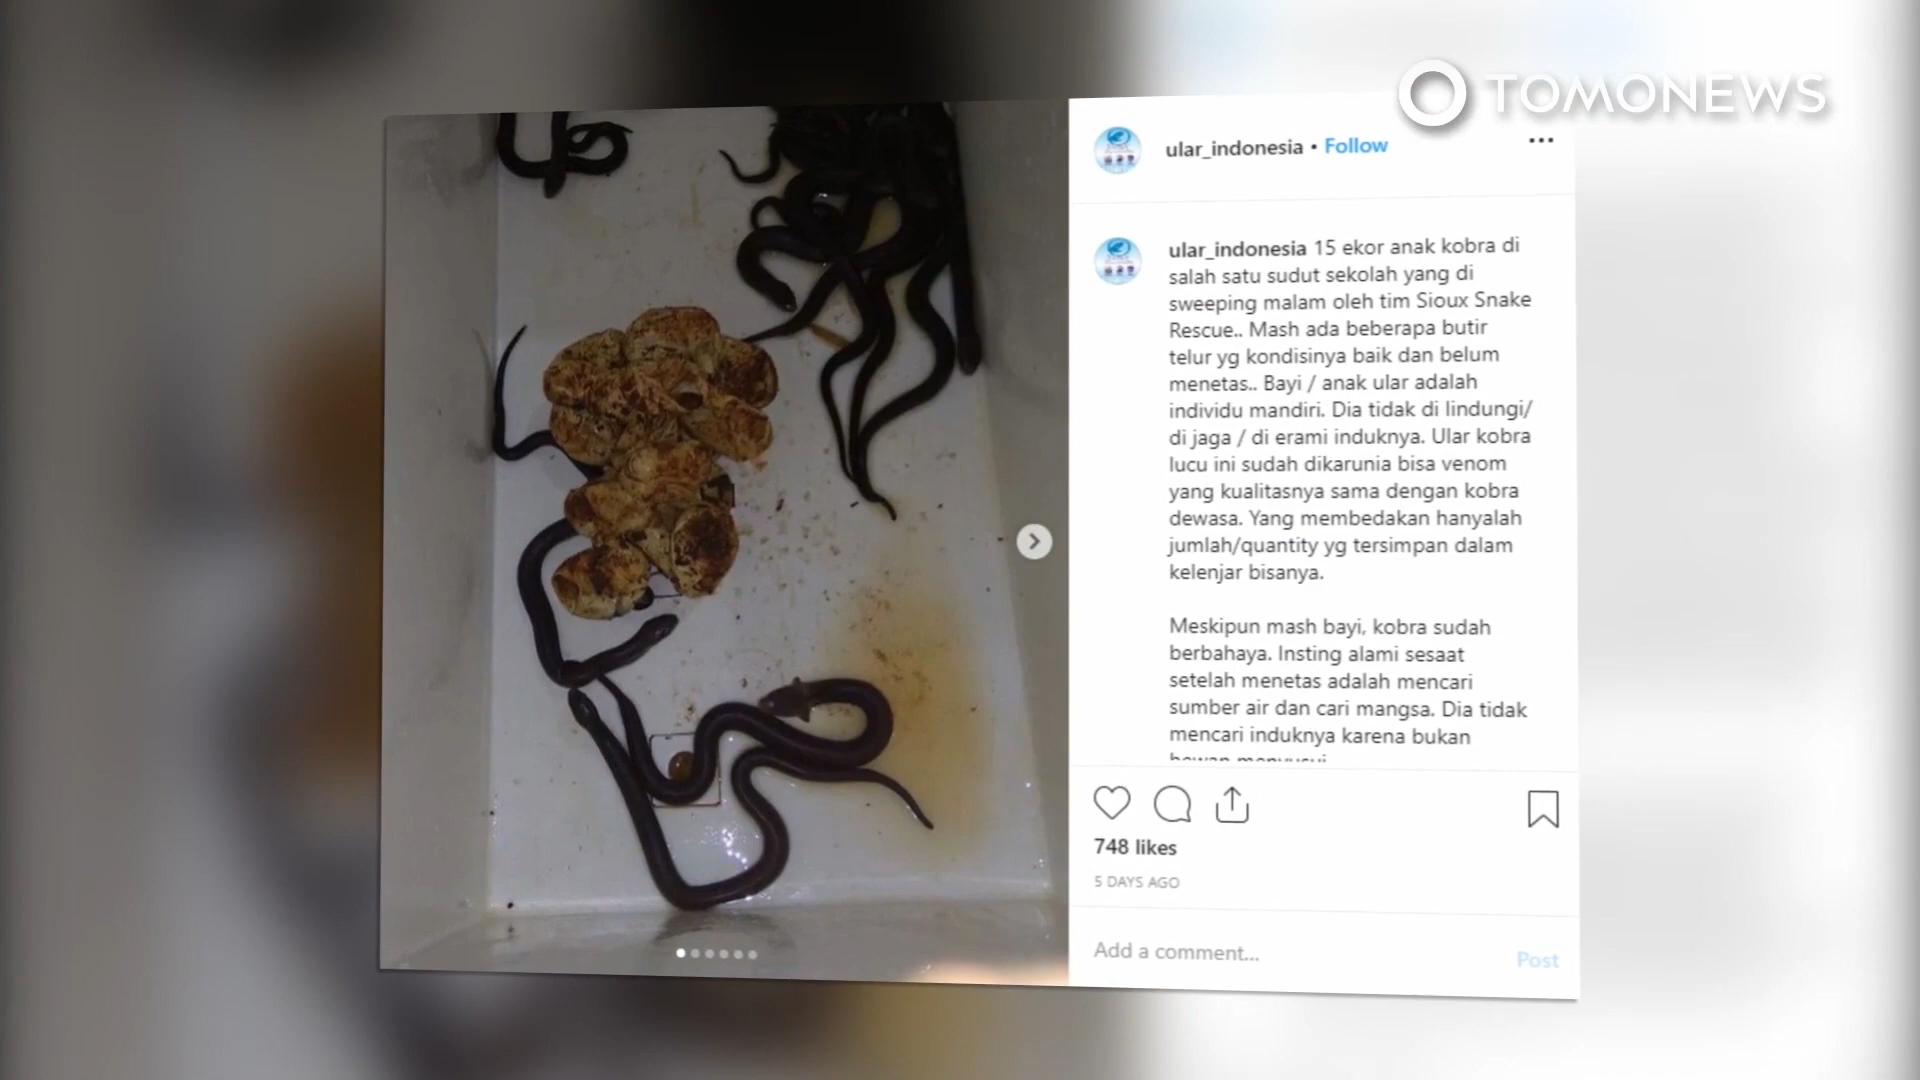 TOMONEWS
ular_indonesia • Follow
ular_indonesia 15 ekor anak kobra di
salah satu sudut sekolah yang di
sweeping malam oleh tim Sioux Snake
Rescue.. Mash ada beberapa butir
telur yg kondisinya baik dan belum
menetas.. Bayi / anak ular adalah
individu mandiri. Dia tidak di lindungi/
di jaga / di erami induknya. Ular kobra
lucu ini sudah dikarunia bisa venom
yang kualitasnya sama dengan kobra
dewasa. Yang membedakan hanyalah
jumlah/quantity yg tersimpan dalam
kelenjar bisanya.
Meskipun mash bayi, kobra sudah
berbahaya. Insting alami sesaat
setelah menetas adalah mencari
sumber air dan cari mangsa. Dia tidak
mencari induknya karena bukan
748 likes
5 DAYS AGO
Add a comment...
Post